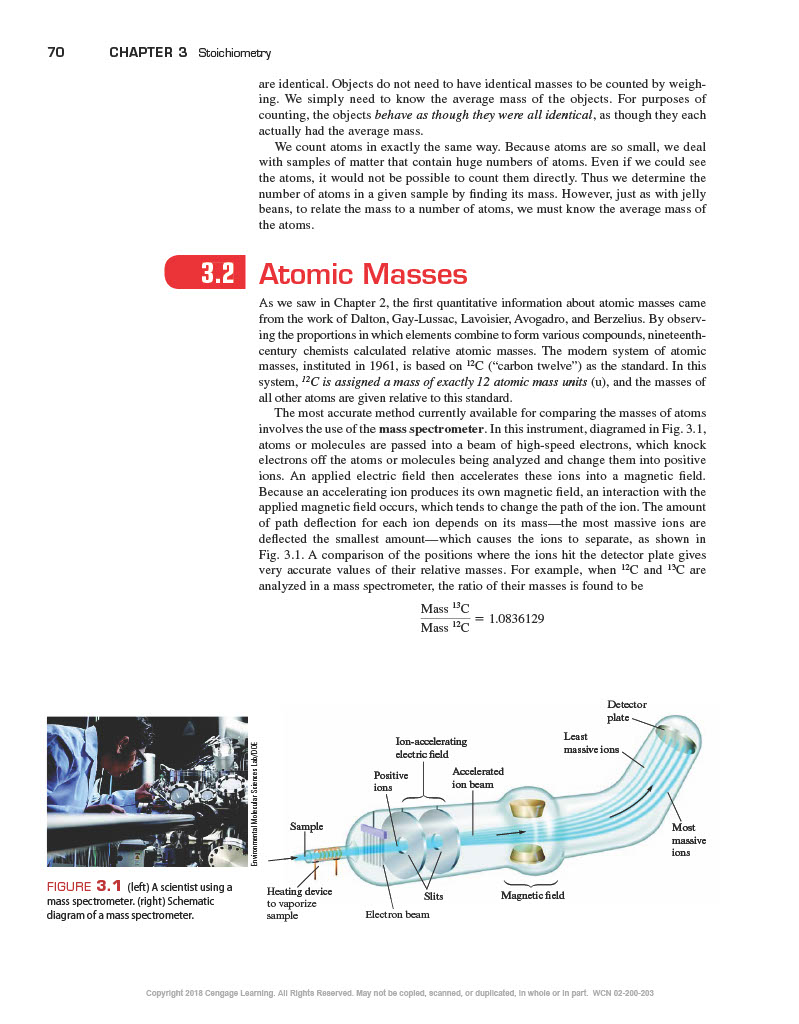 70 CHAPTER 3 Stoichiometry
are identical. Objects do not need to have identical masses to be counted by weigh-
ing. We simply need to know the average mass of the objects. For purposes of
counting, the objects behave as though they were all identical, as though they each
actually had the average mass.
We count atoms in exactly the same way. Because atoms are so small, we deal
with samples of matter that contain huge numbers of atoms. Even if we could see
the atoms, it would not be possible to count them directly. Thus we determine the
number of atoms in a given sample by finding its mass. However, just as with jelly
beans, to relate the mass to a number of atoms, we must know the average mass of
the atoms.
3.2 Atomic Masses
As we saw in Chapter 2, the first quantitative information about atomic masses came
from the work of Dalton, Gay-Lussac, Lavoisier, Avogadro, and Berzelius. By observ-
ing the proportions in which elements combine to form various compounds, nineteenth-
century chemists calculated relative atomic masses. The modern system of atomic
masses, instituted in 1961, is based on ¹²C (“carbon twelve”) as the standard. In this
system, ¹²C is assigned a mass of exactly 12 atomic mass units (u), and the masses of
all other atoms are given relative to this standard.
The most accurate method currently available for comparing the masses of atoms
involves the use of the mass spectrometer. In this instrument, diagramed in Fig. 3.1,
atoms or molecules are passed into a beam of high-speed electrons, which knock
electrons off the atoms or molecules being analyzed and change them into positive
ions. An applied electric field then accelerates these ions into a magnetic field.
Because an accelerating ion produces its own magnetic field, an interaction with the
applied magnetic field occurs, which tends to change the path of the ion. The amount
of path deflection for each ion depends on its mass—the most massive ions are
deflected the smallest amount—which causes the ions to separate, as shown in
Fig. 3.1. A comparison of the positions where the ions hit the detector plate gives
very accurate values of their relative masses. For example, when ¹²C and ¹³C are
analyzed in a mass spectrometer, the ratio of their masses is found to be
Mass ¹³C
Mass ¹²C
= 1.0836129
Environmental Molecular Sciences Lab/DOE
Detector
plate
Least
massive ions
Ion-accelerating
electric field
Positive
ions
Accelerated
ion beam
Sample
Most
massive
ions
Heating device
to vaporize
sample
Slits
Electron beam
Magnetic field
FIGURE 3.1 (left) A scientist using a
mass spectrometer. (right) Schematic
diagram of a mass spectrometer.
Copyright 2018 Cengage Learning. All Rights Reserved. May not be copied, scanned, or duplicated, in whole or in part. WCN 02-200-203